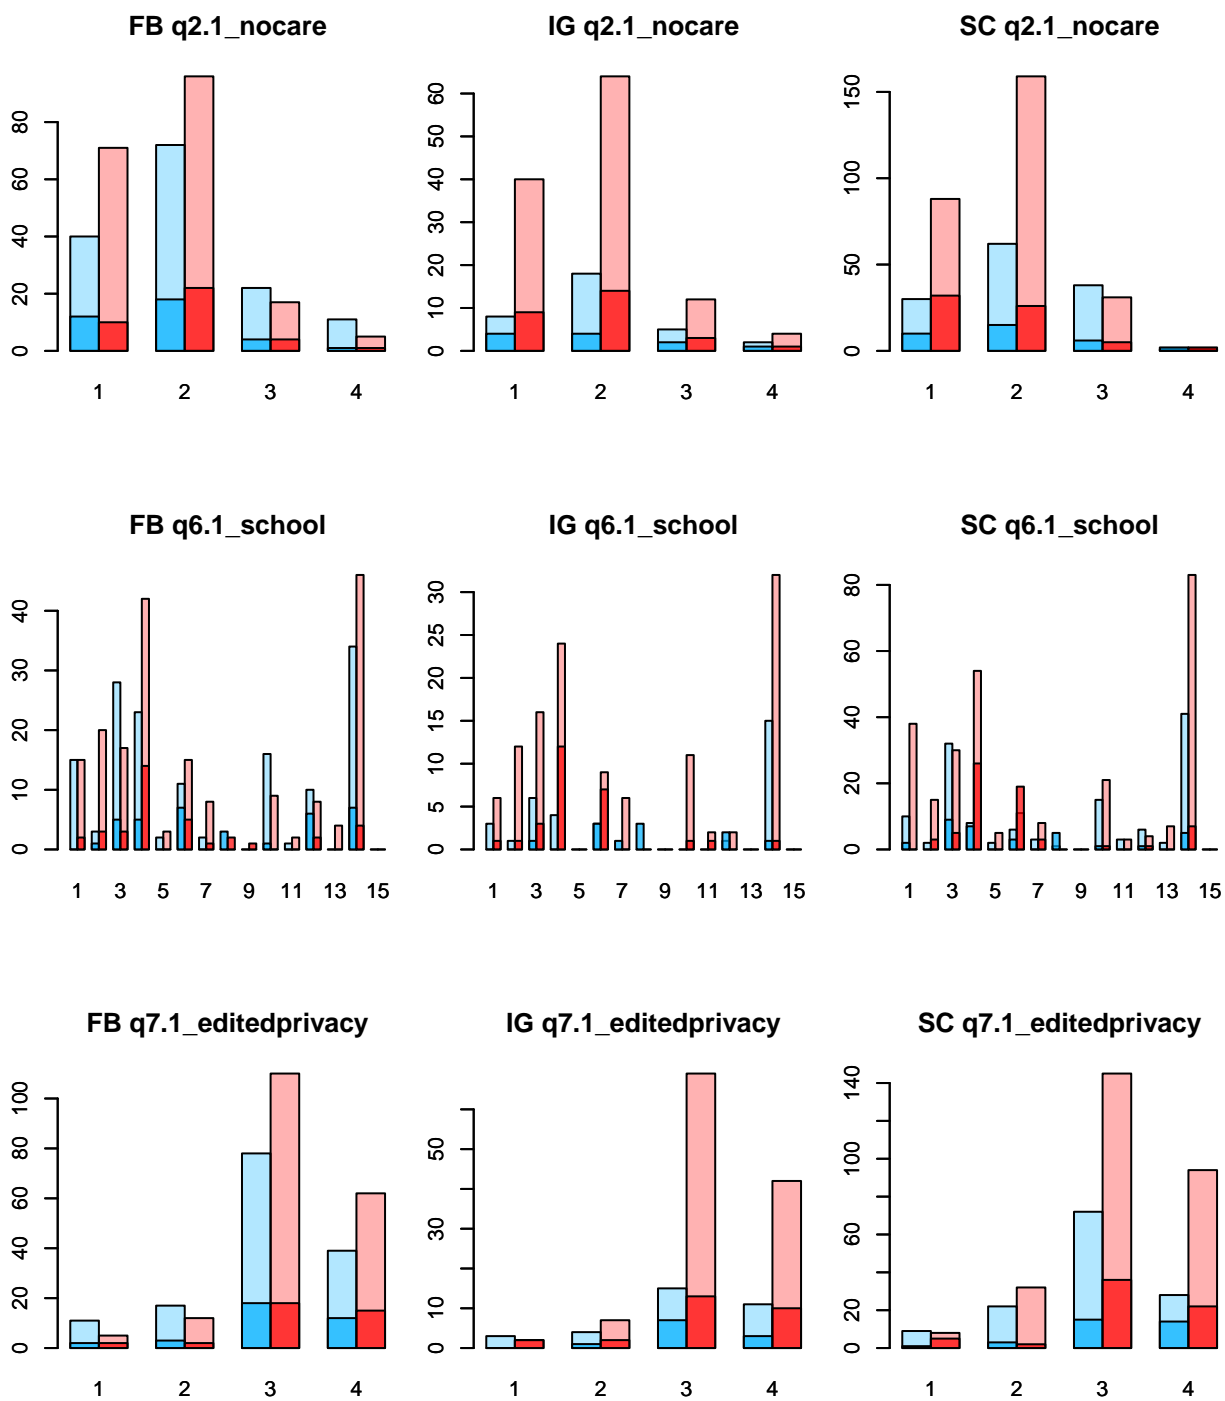 FB q2.1_nocare
IG q2.1_nocare
SC q2.1_nocare
0 20 40 60 80
1 2 3 4
0 10 20 30 40 50 60
1 2 3 4
0 50 100 150
1 2 3 4
FB q6.1_school
IG q6.1_school
SC q6.1_school
0 10 20 30 40
1 3 5 7 9 11 13 15
0 5 10 15 20 25 30
1 3 5 7 9 11 13 15
0 20 40 60 80
1 3 5 7 9 11 13 15
FB q7.1_editedprivacy
IG q7.1_editedprivacy
SC q7.1_editedprivacy
0 20 40 60 80 100
1 2 3 4
0 10 30 50
1 2 3 4
0 20 60 100 140
1 2 3 4